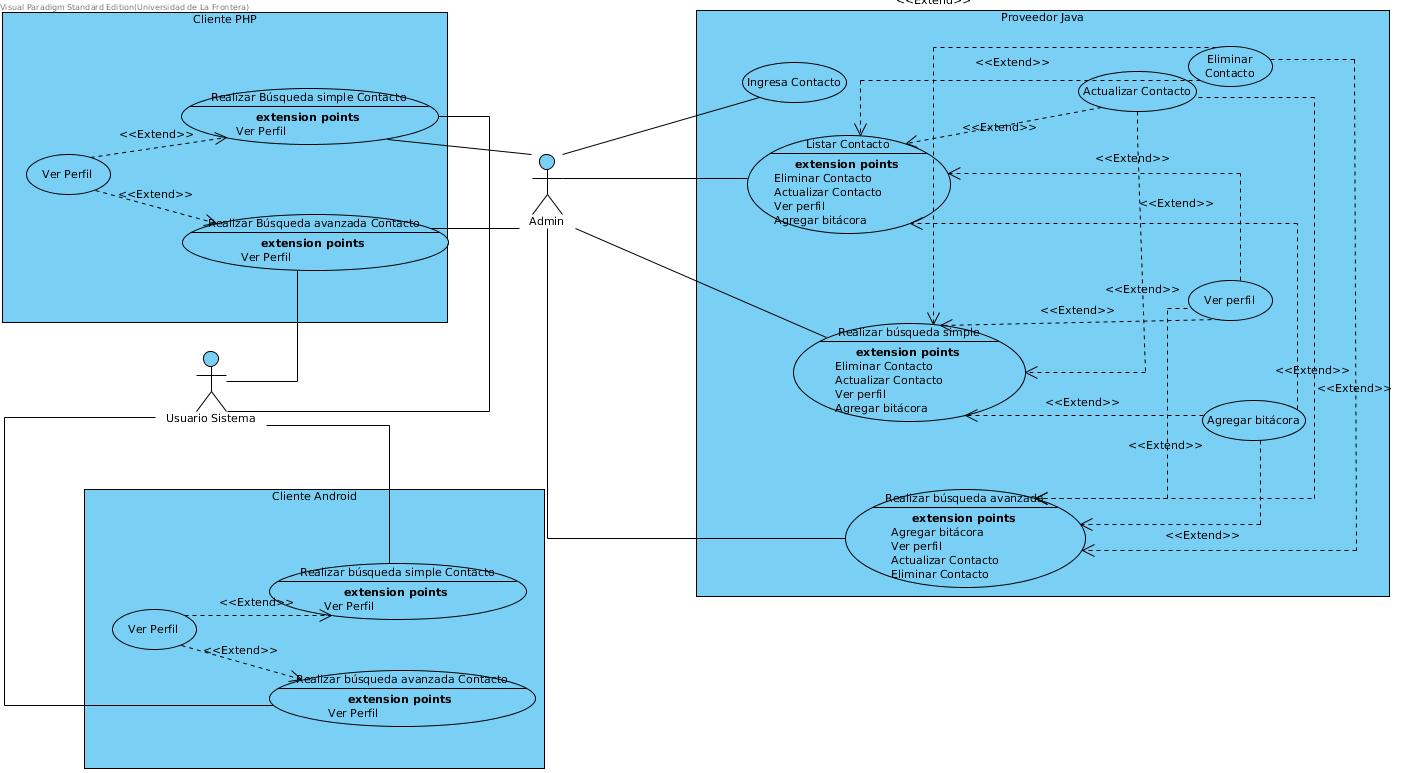 Visual Paradigm Standard Edition(Universidad de La Frontera)
Cliente PHP
Realizar Búsqueda simple Contacto
extension points
Ver Perfil
<<Extend>>
Ver Perfil
<<Extend>>
Realizar Búsqueda avanzada Contacto
extension points
Ver Perfil
Admin
Usuario Sistema
Cliente Android
Realizar búsqueda simple Contacto
extension points
Ver Perfil
<<Extend>>
Ver Perfil
<<Extend>>
Realizar búsqueda avanzada Contacto
extension points
Ver Perfil
<<Extend>>
Proveedor Java
Ingresa Contacto
<<Extend>>
Eliminar
Contacto
Actualizar Contacto
<<Extend>>
Listar Contacto
extension points
Eliminar Contacto
Actualizar Contacto
Ver perfil
Agregar bitácora
<<Extend>>
<<Extend>>
<<Extend>>
Ver perfil
<<Extend>>
Realizar búsqueda simple
extension points
Eliminar Contacto
Actualizar Contacto
Ver perfil
Agregar bitácora
<<Extend>>
<<Extend>>
<<Extend>>
Agregar bitácora
<<Extend>>
Realizar búsqueda avanzada
extension points
Agregar bitácora
Ver perfil
Actualizar Contacto
Eliminar Contacto
<<Extend>>